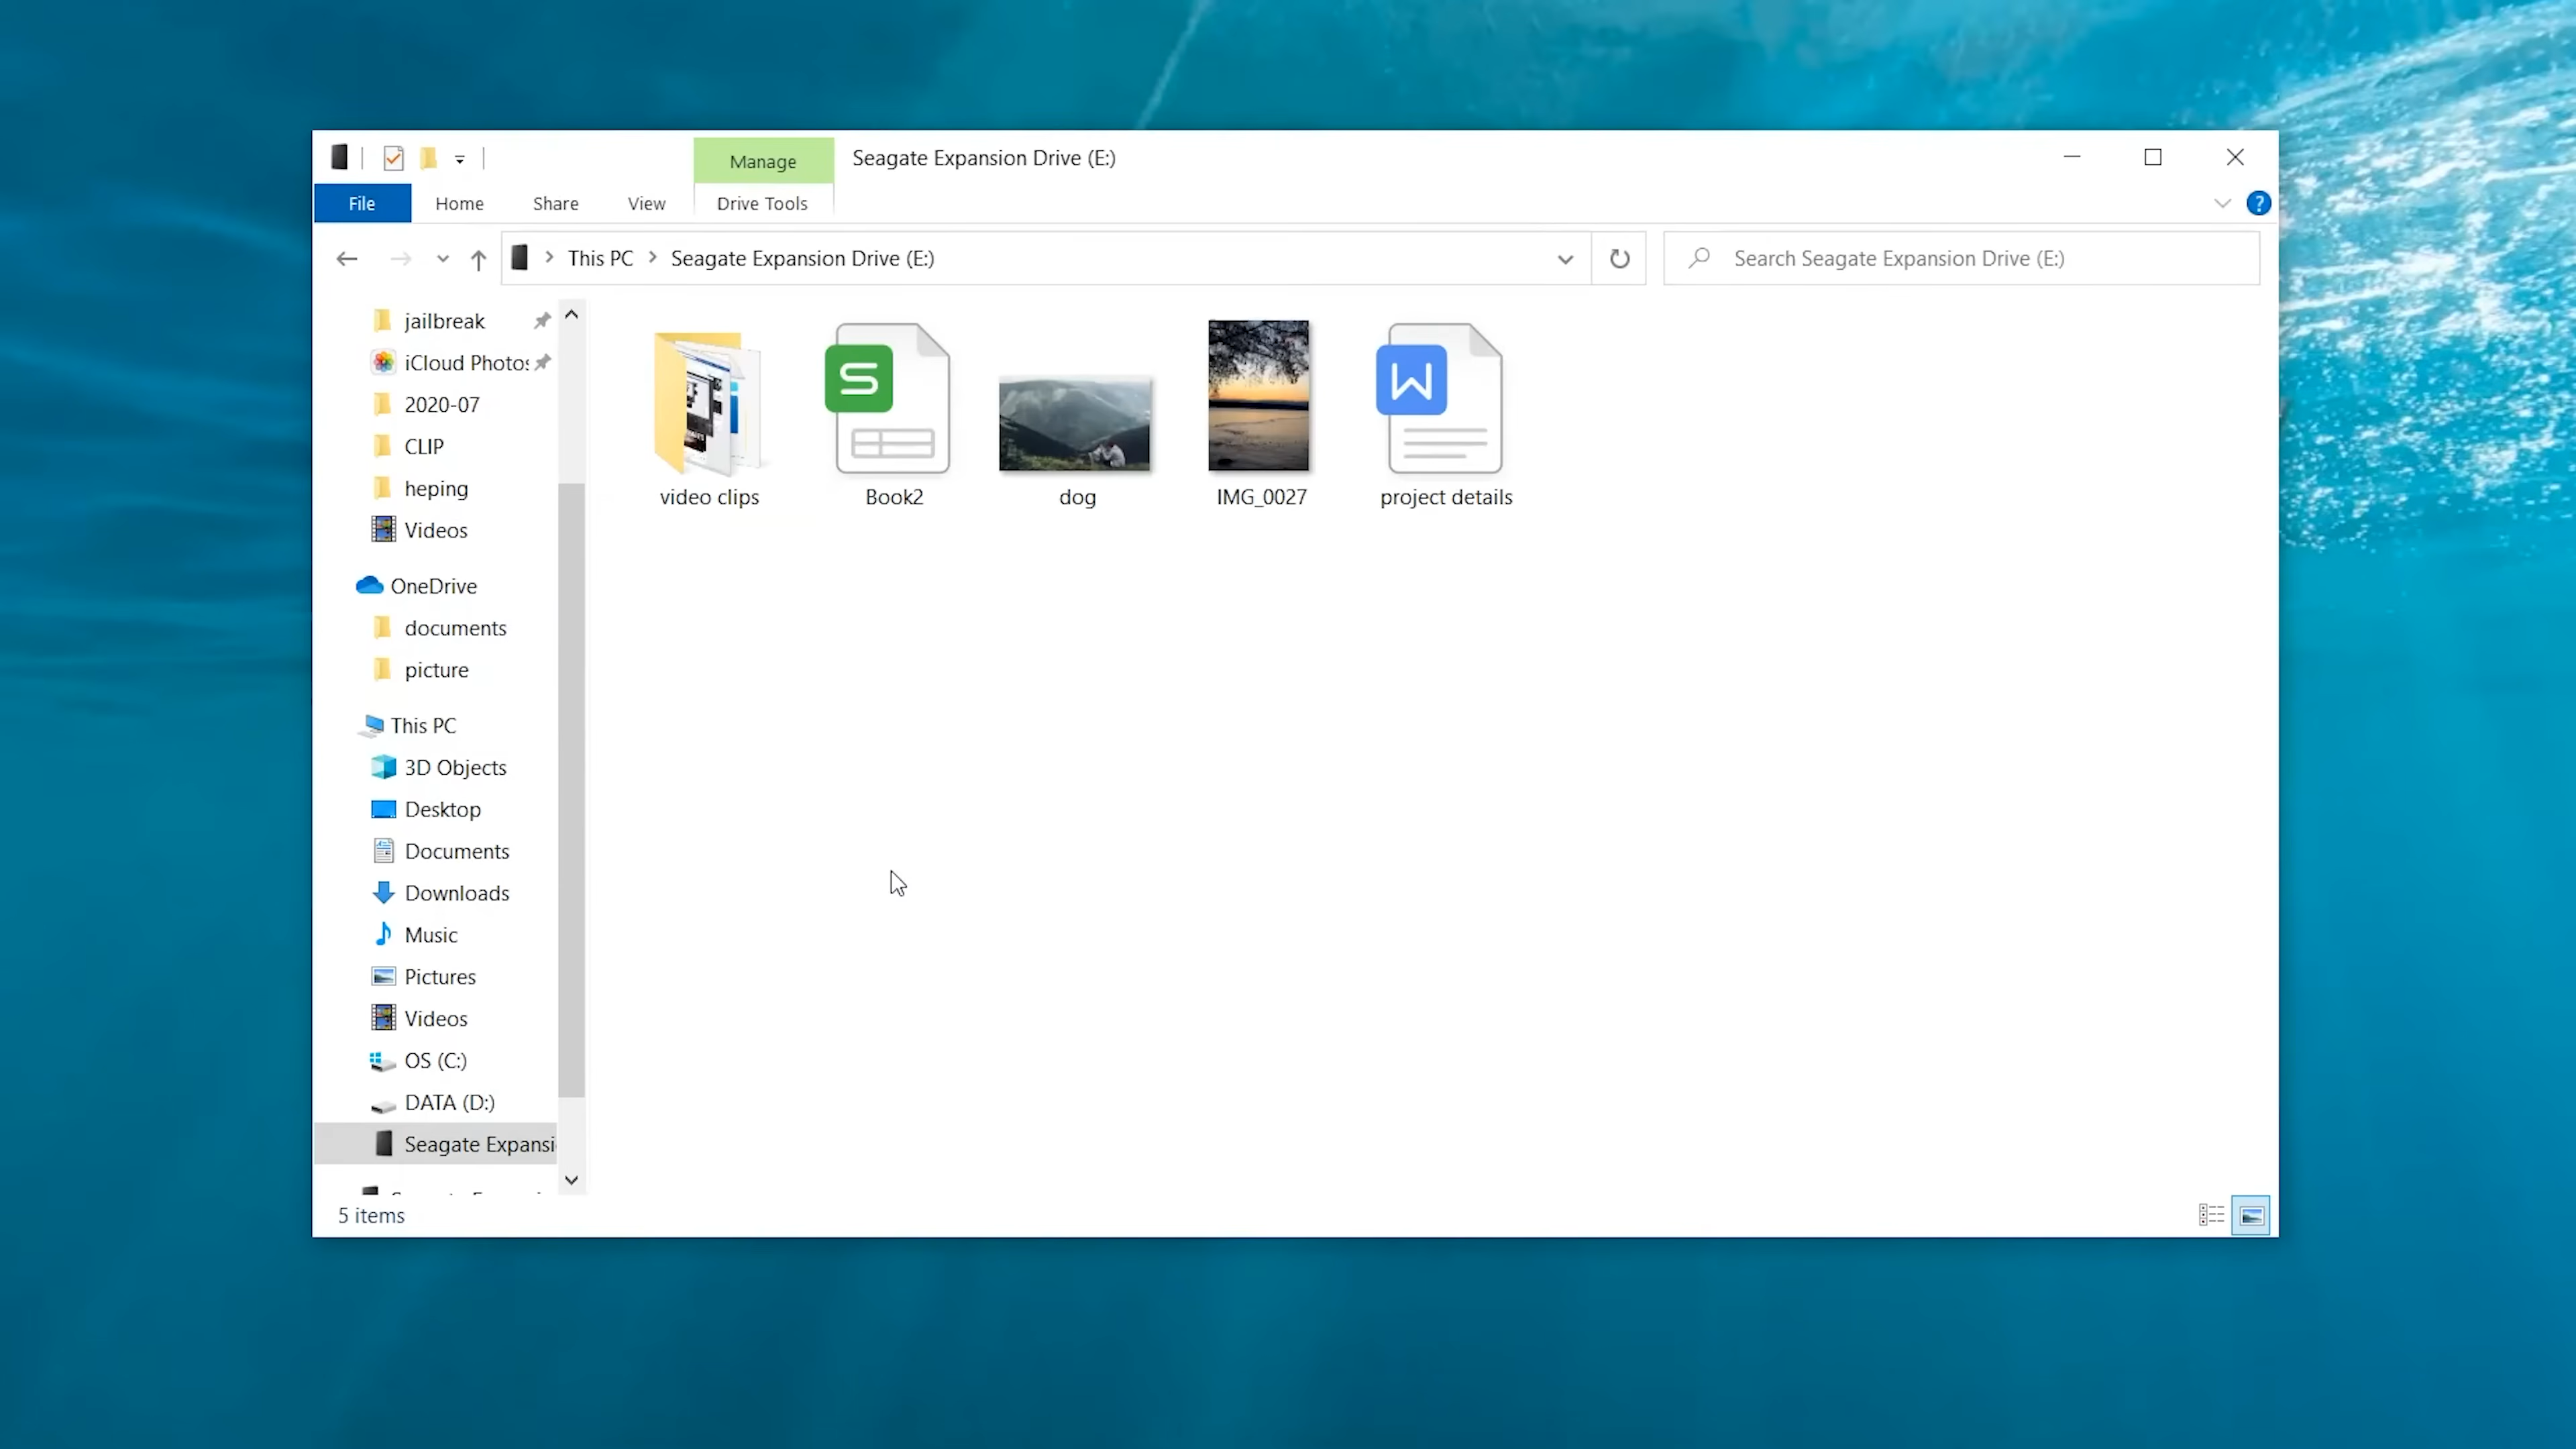 Manage
Seagate Expansion Drive (E:)
File
Home
Share
View
Drive Tools
?
This PC
Seagate Expansion Drive (E:)
Search Seagate Expansion Drive (E:)
jailbreak
iCloud Photos
2020-07
CLIP
heping
Videos
OneDrive
documents
picture
This PC
3D Objects
Desktop
Documents
Downloads
Music
Pictures
Videos
OS (C:)
DATA (D:)
Seagate Expansi
S
W
video clips
Book2
dog
IMG_0027
project details
5 items